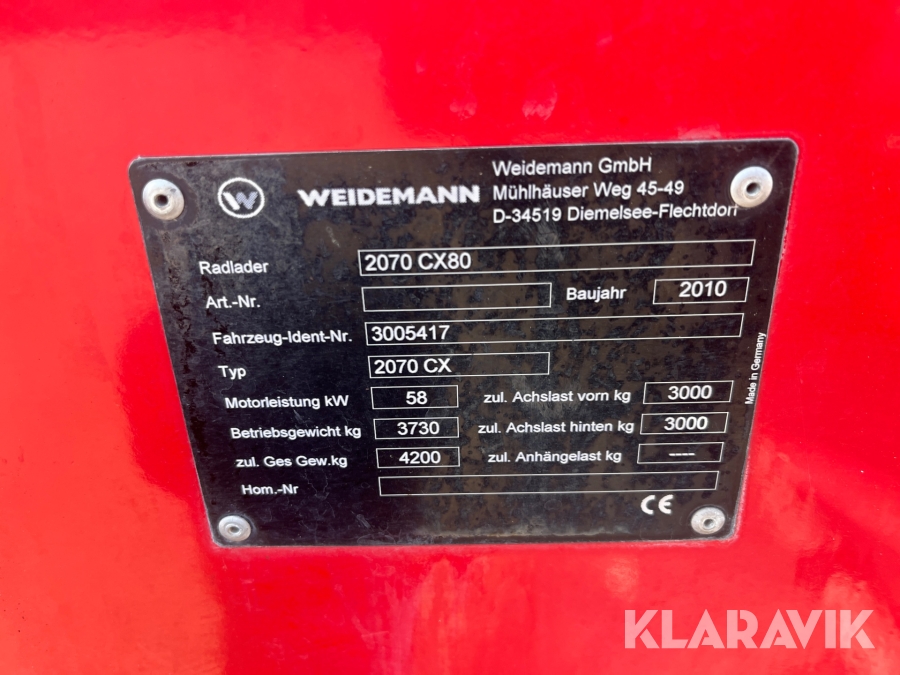 W WEIDEMANN
Weidemann GmbH
Mühlhäuser Weg 45-49
D-34519 Diemelsee-Flechtdorf
Radlader 2070 CX80
Art.-Nr. Baujahr 2010
Fahrzeug-Ident-Nr. 3005417
Typ 2070 CX
Motorleistung kW 58 zul. Achslast vorn kg 3000
Betriebsgewicht kg 3730 zul. Achslast hinten kg 3000
zul. Ges Gew.kg 4200 zul. Anhängelast kg ----
Hom.-Nr
CE
Made in Germany
KLARAVIK